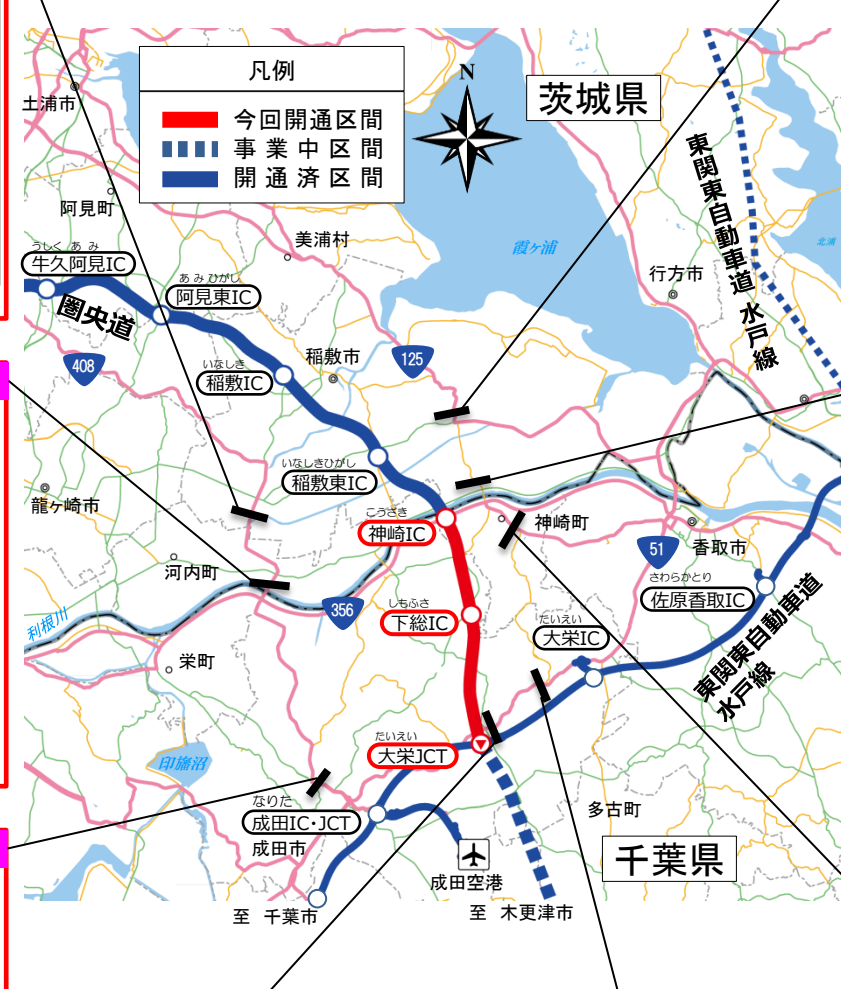 凡例
今回開通区間
事業中区間
開通済区間
N
茨城県
土浦市
阿見町
美浦村
霞ヶ浦
東関東自動車道 水戸線
北浦
行方市
うしく あみ
牛久阿見IC
あみ ひがし
阿見東IC
圏央道
408
いなしき
稲敷IC
稲敷市
125
いなしきひがし
稲敷東IC
龍ヶ崎市
こうざき
神崎IC
神崎町
51
香取市
河内町
356
しもふさ
下総IC
さわらかとり
佐原香取IC
たいえい
大栄IC
利根川
栄町
東関東自動車道
水戸線
たいえい
大栄JCT
印旛沼
なりた
成田IC・JCT
成田市
多古町
千葉県
成田空港
至 千葉市
至 木更津市